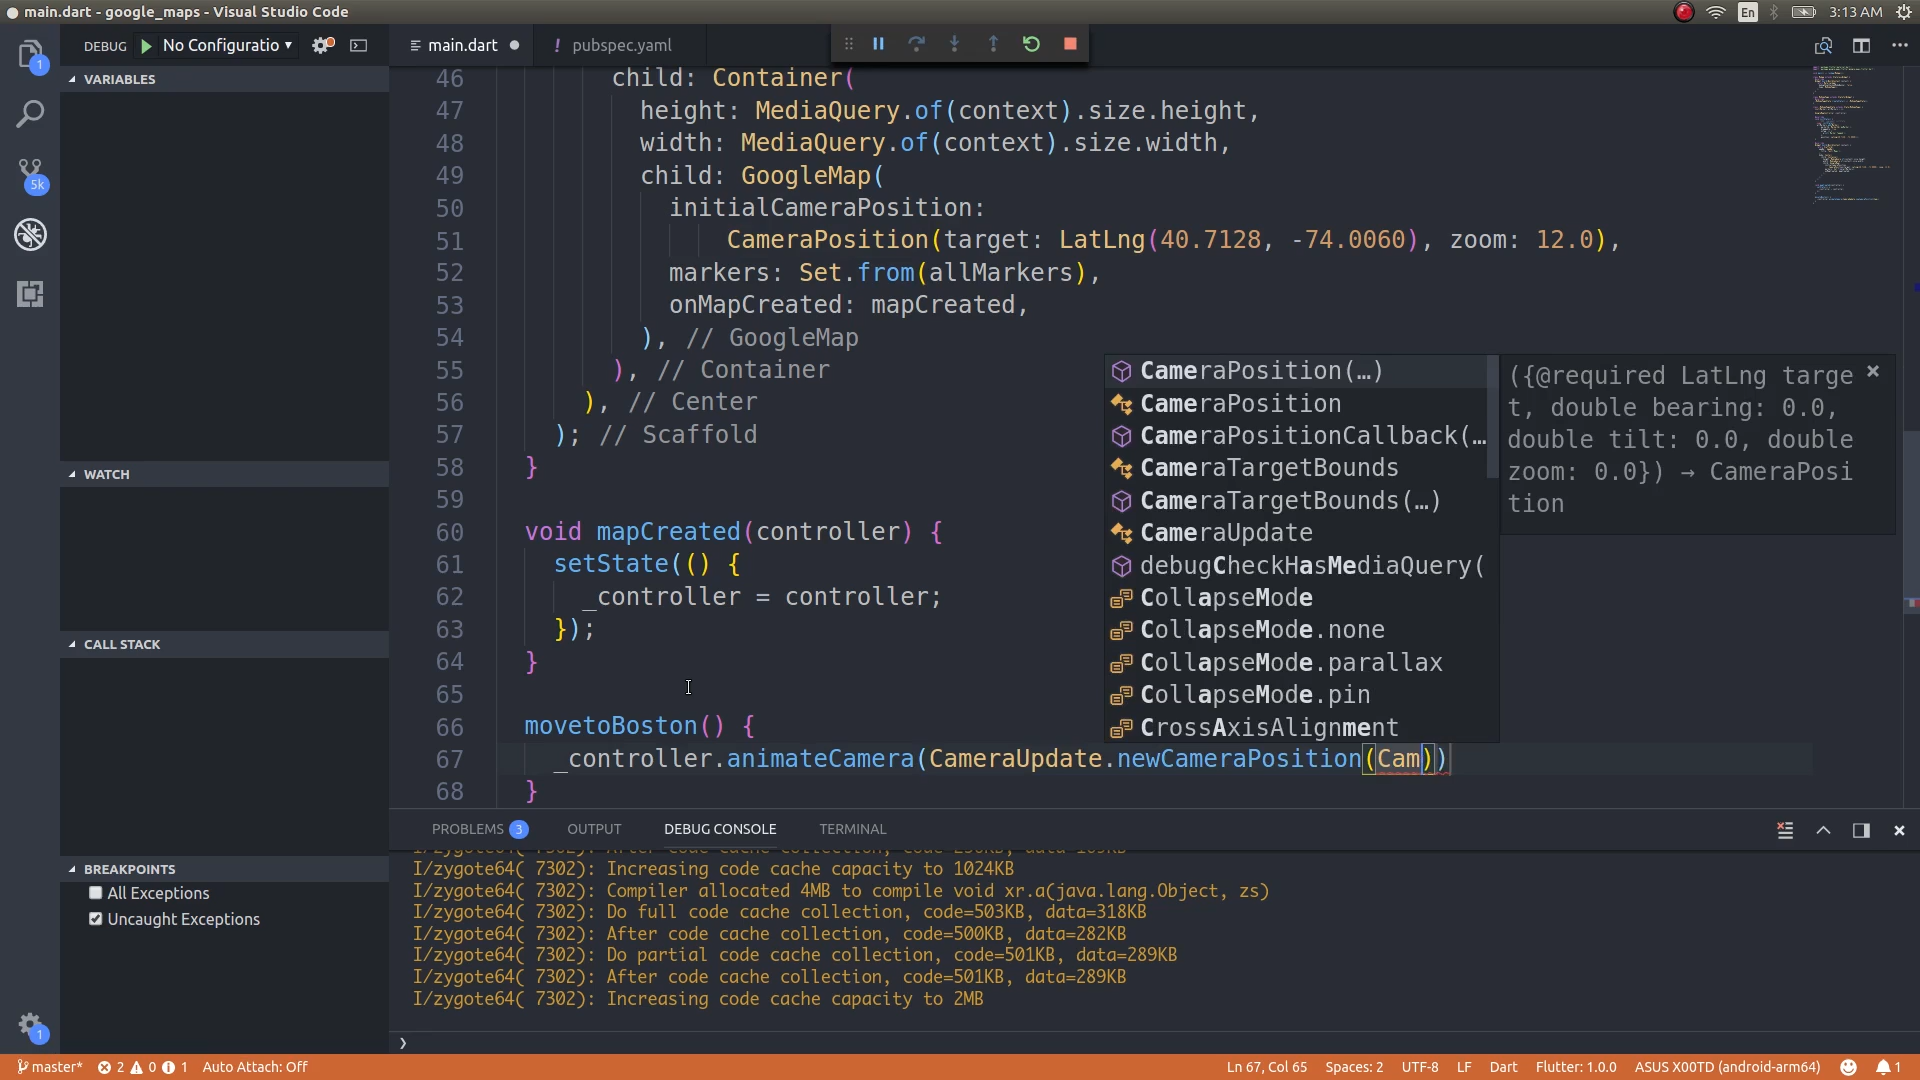 main.dart - google_maps - Visual Studio Code
En
3:13 AM
DEBUG
No Configuratio
main.dart
! pubspec.yaml
1
5k
1
VARIABLES
WATCH
CALL STACK
BREAKPOINTS
All Exceptions
Uncaught Exceptions
46 child: Container(
47 height: MediaQuery.of(context).size.height,
48 width: MediaQuery.of(context).size.width,
49 child: GoogleMap(
50 initialCameraPosition:
51 CameraPosition(target: LatLng(40.7128, -74.0060), zoom: 12.0),
52 markers: Set.from(allMarkers),
53 onMapCreated: mapCreated,
54 ), // GoogleMap
55 ), // Container
56 ), // Center
57 ); // Scaffold
58 }
59
60 void mapCreated(controller) {
61 setState(() {
62 _controller = controller;
63 });
64 }
65
66 movetoBoston() {
67 _controller.animateCamera(CameraUpdate.newCameraPosition(Cam))
68 }
CameraPosition(…)
CameraPosition
CameraPositionCallback(…
CameraTargetBounds
CameraTargetBounds(…)
CameraUpdate
debugCheckHasMediaQuery(
CollapseMode
CollapseMode.none
CollapseMode.parallax
CollapseMode.pin
CrossAxisAlignment
({@required LatLng targe
t, double bearing: 0.0,
double tilt: 0.0, double
zoom: 0.0}) → CameraPosi
tion
PROBLEMS 3
OUTPUT
DEBUG CONSOLE
TERMINAL
I/zygote64( 7302): Increasing code cache capacity to 1024KB
I/zygote64( 7302): Compiler allocated 4MB to compile void xr.a(java.lang.Object, zs)
I/zygote64( 7302): Do full code cache collection, code=503KB, data=318KB
I/zygote64( 7302): After code cache collection, code=500KB, data=282KB
I/zygote64( 7302): Do partial code cache collection, code=501KB, data=289KB
I/zygote64( 7302): After code cache collection, code=501KB, data=289KB
I/zygote64( 7302): Increasing code cache capacity to 2MB
master*
2
0
1
Auto Attach: Off
Ln 67, Col 65
Spaces: 2
UTF-8
LF
Dart
Flutter: 1.0.0
ASUS X00TD (android-arm64)
1